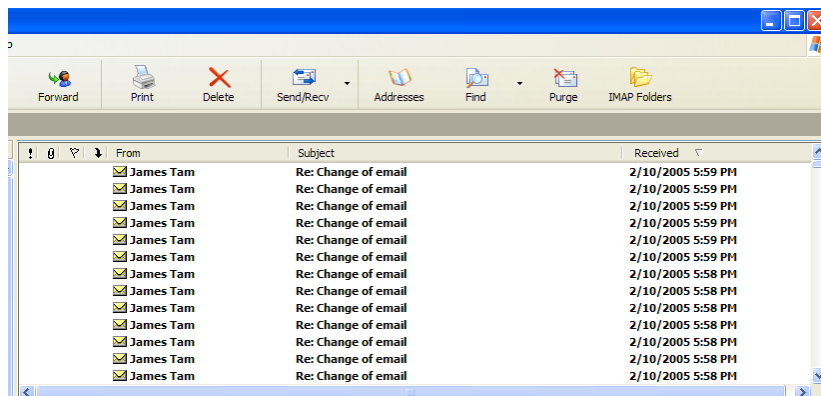 Forward Print Delete Send/Recv Addresses Find Purge IMAP Folders
! From Subject Received
James Tam Re: Change of email 2/10/2005 5:59 PM
James Tam Re: Change of email 2/10/2005 5:59 PM
James Tam Re: Change of email 2/10/2005 5:59 PM
James Tam Re: Change of email 2/10/2005 5:59 PM
James Tam Re: Change of email 2/10/2005 5:59 PM
James Tam Re: Change of email 2/10/2005 5:59 PM
James Tam Re: Change of email 2/10/2005 5:58 PM
James Tam Re: Change of email 2/10/2005 5:58 PM
James Tam Re: Change of email 2/10/2005 5:58 PM
James Tam Re: Change of email 2/10/2005 5:58 PM
James Tam Re: Change of email 2/10/2005 5:58 PM
James Tam Re: Change of email 2/10/2005 5:58 PM
James Tam Re: Change of email 2/10/2005 5:58 PM